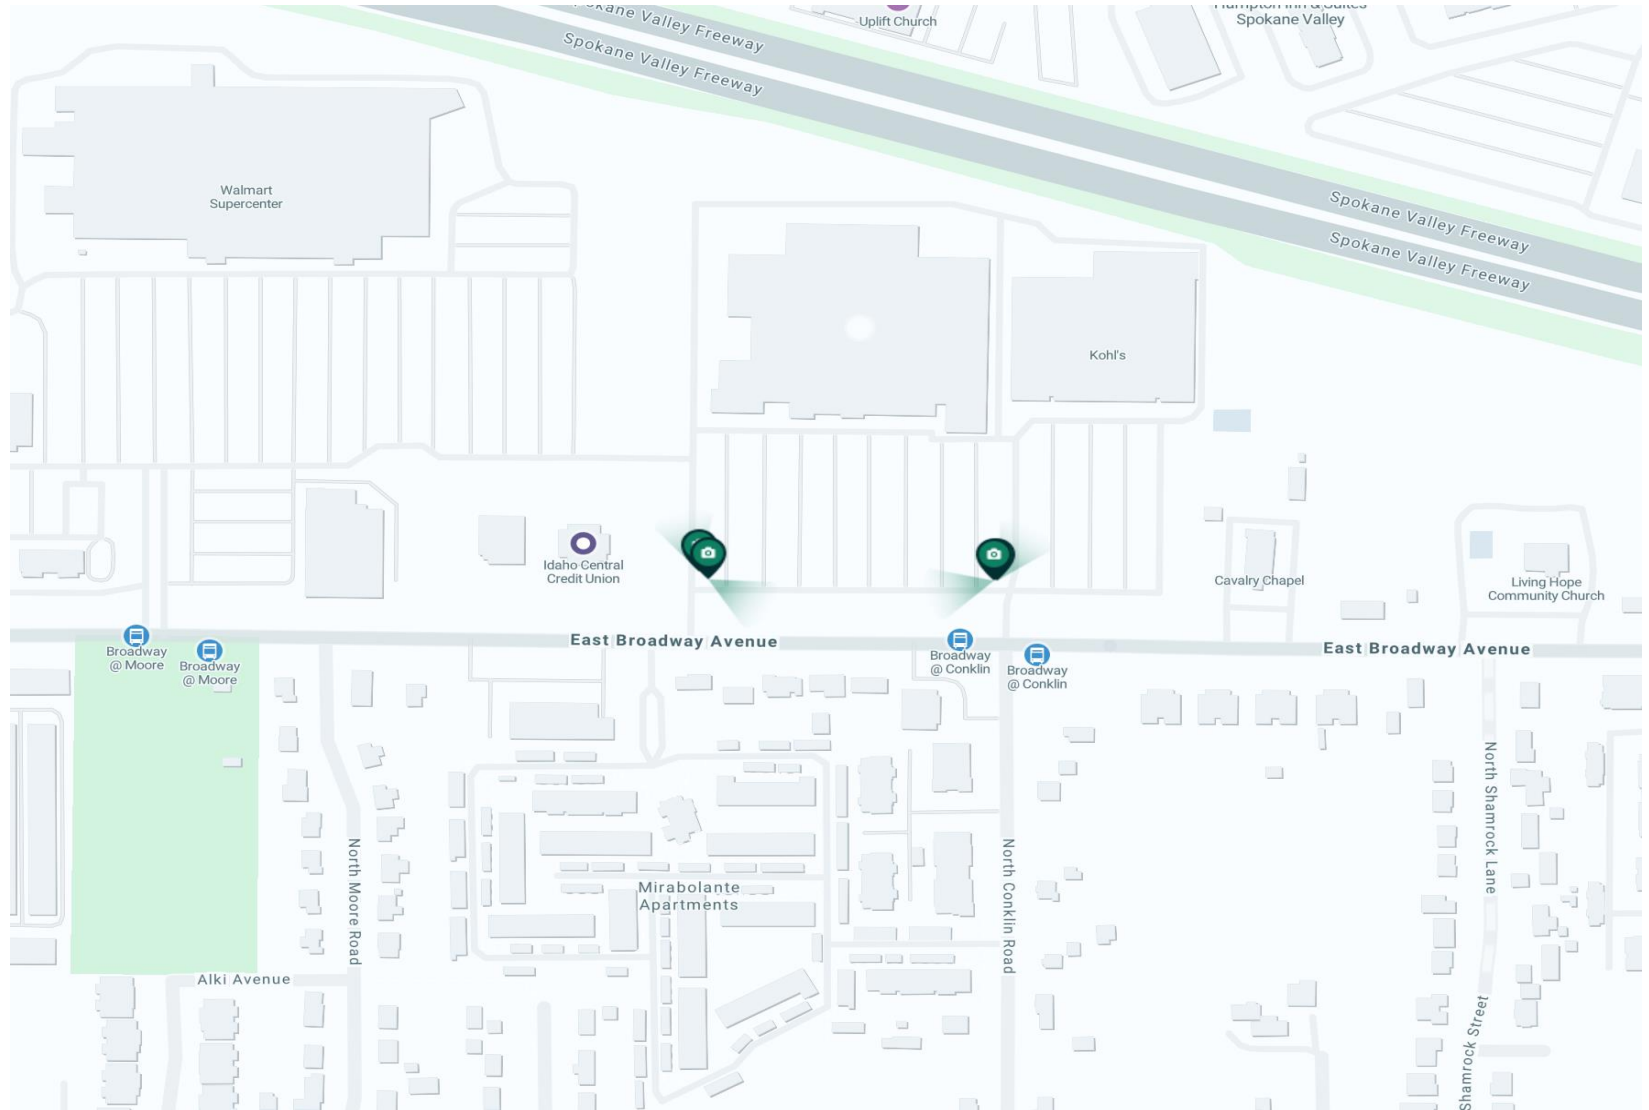 Spokane Valley Freeway
Uplift Church
Hampton Inn & Suites
Spokane Valley
Spokane Valley Freeway
Walmart
Supercenter
Spokane Valley Freeway
Spokane Valley Freeway
Kohl's
Idaho Central
Credit Union
Cavalry Chapel
Living Hope
Community Church
East Broadway Avenue
East Broadway Avenue
Broadway
@ Moore
Broadway
@ Moore
Broadway
@ Conklin
Broadway
@ Conklin
North Moore Road
North Conklin Road
North Shamrock Lane
Mirabolante
Apartments
Alki Avenue
Shamrock Street